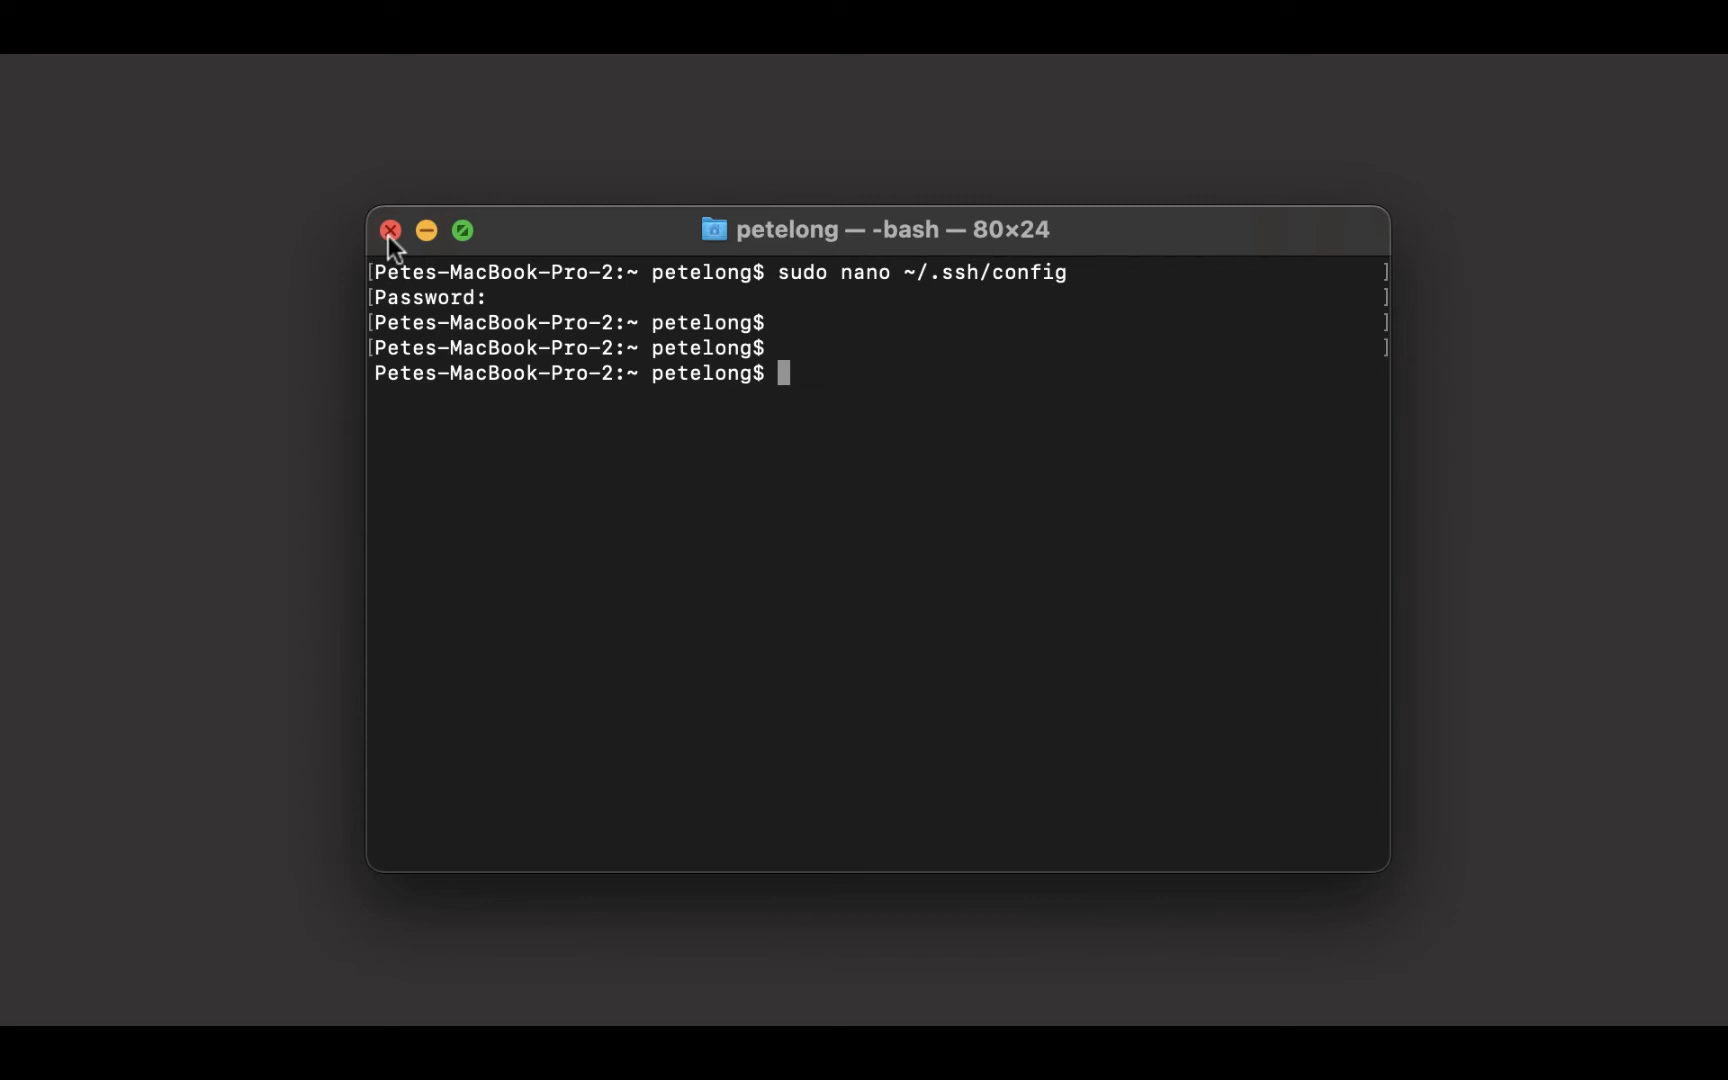 petelong — -bash — 80×24
[Petes-MacBook-Pro-2:~ petelong$ sudo nano ~/.ssh/config ]
[Password: ]
[Petes-MacBook-Pro-2:~ petelong$ ]
[Petes-MacBook-Pro-2:~ petelong$ ]
Petes-MacBook-Pro-2:~ petelong$